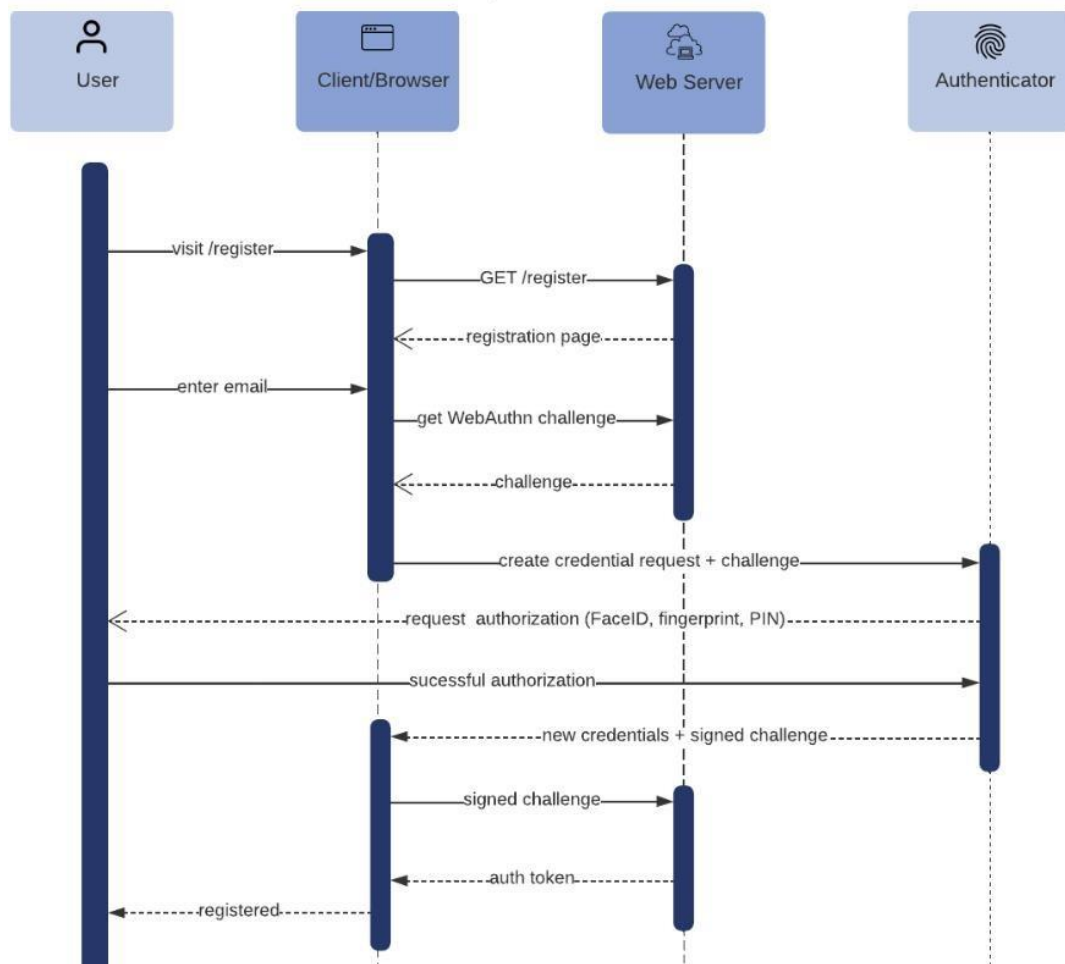 User
Client/Browser
Web Server
Authenticator
visit /register
GET /register
registration page
enter email
get WebAuthn challenge
challenge
create credential request + challenge
request authorization (FaceID, fingerprint, PIN)
sucessful authorization
new credentials + signed challenge
signed challenge
auth token
registered